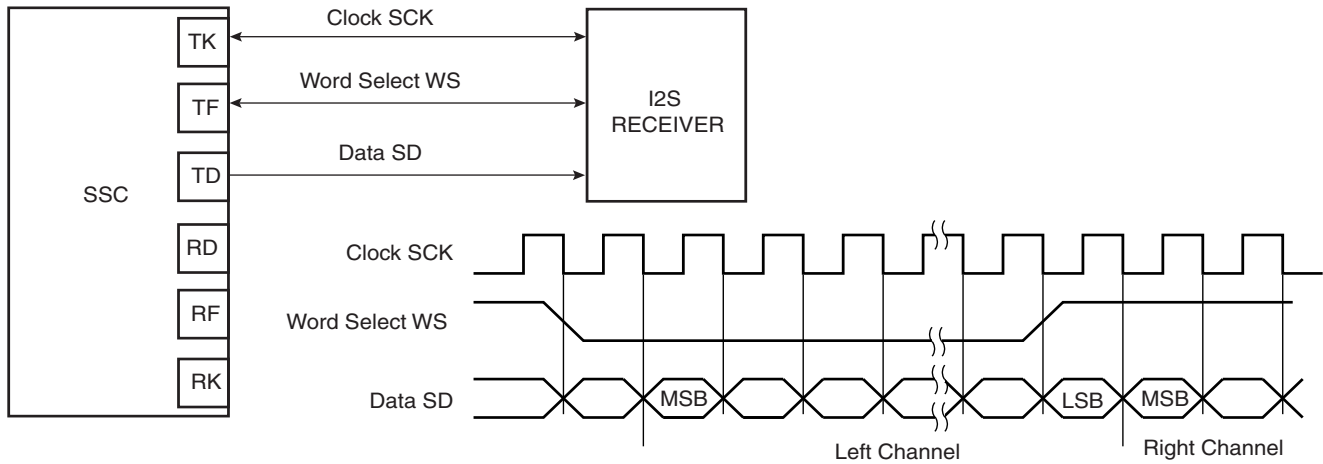 Clock SCK
TK
Word Select WS
TF
I2S
RECEIVER
Data SD
TD
SSC
RD
RF
RK
Clock SCK
Word Select WS
Data SD
MSB
LSB
MSB
Left Channel
Right Channel